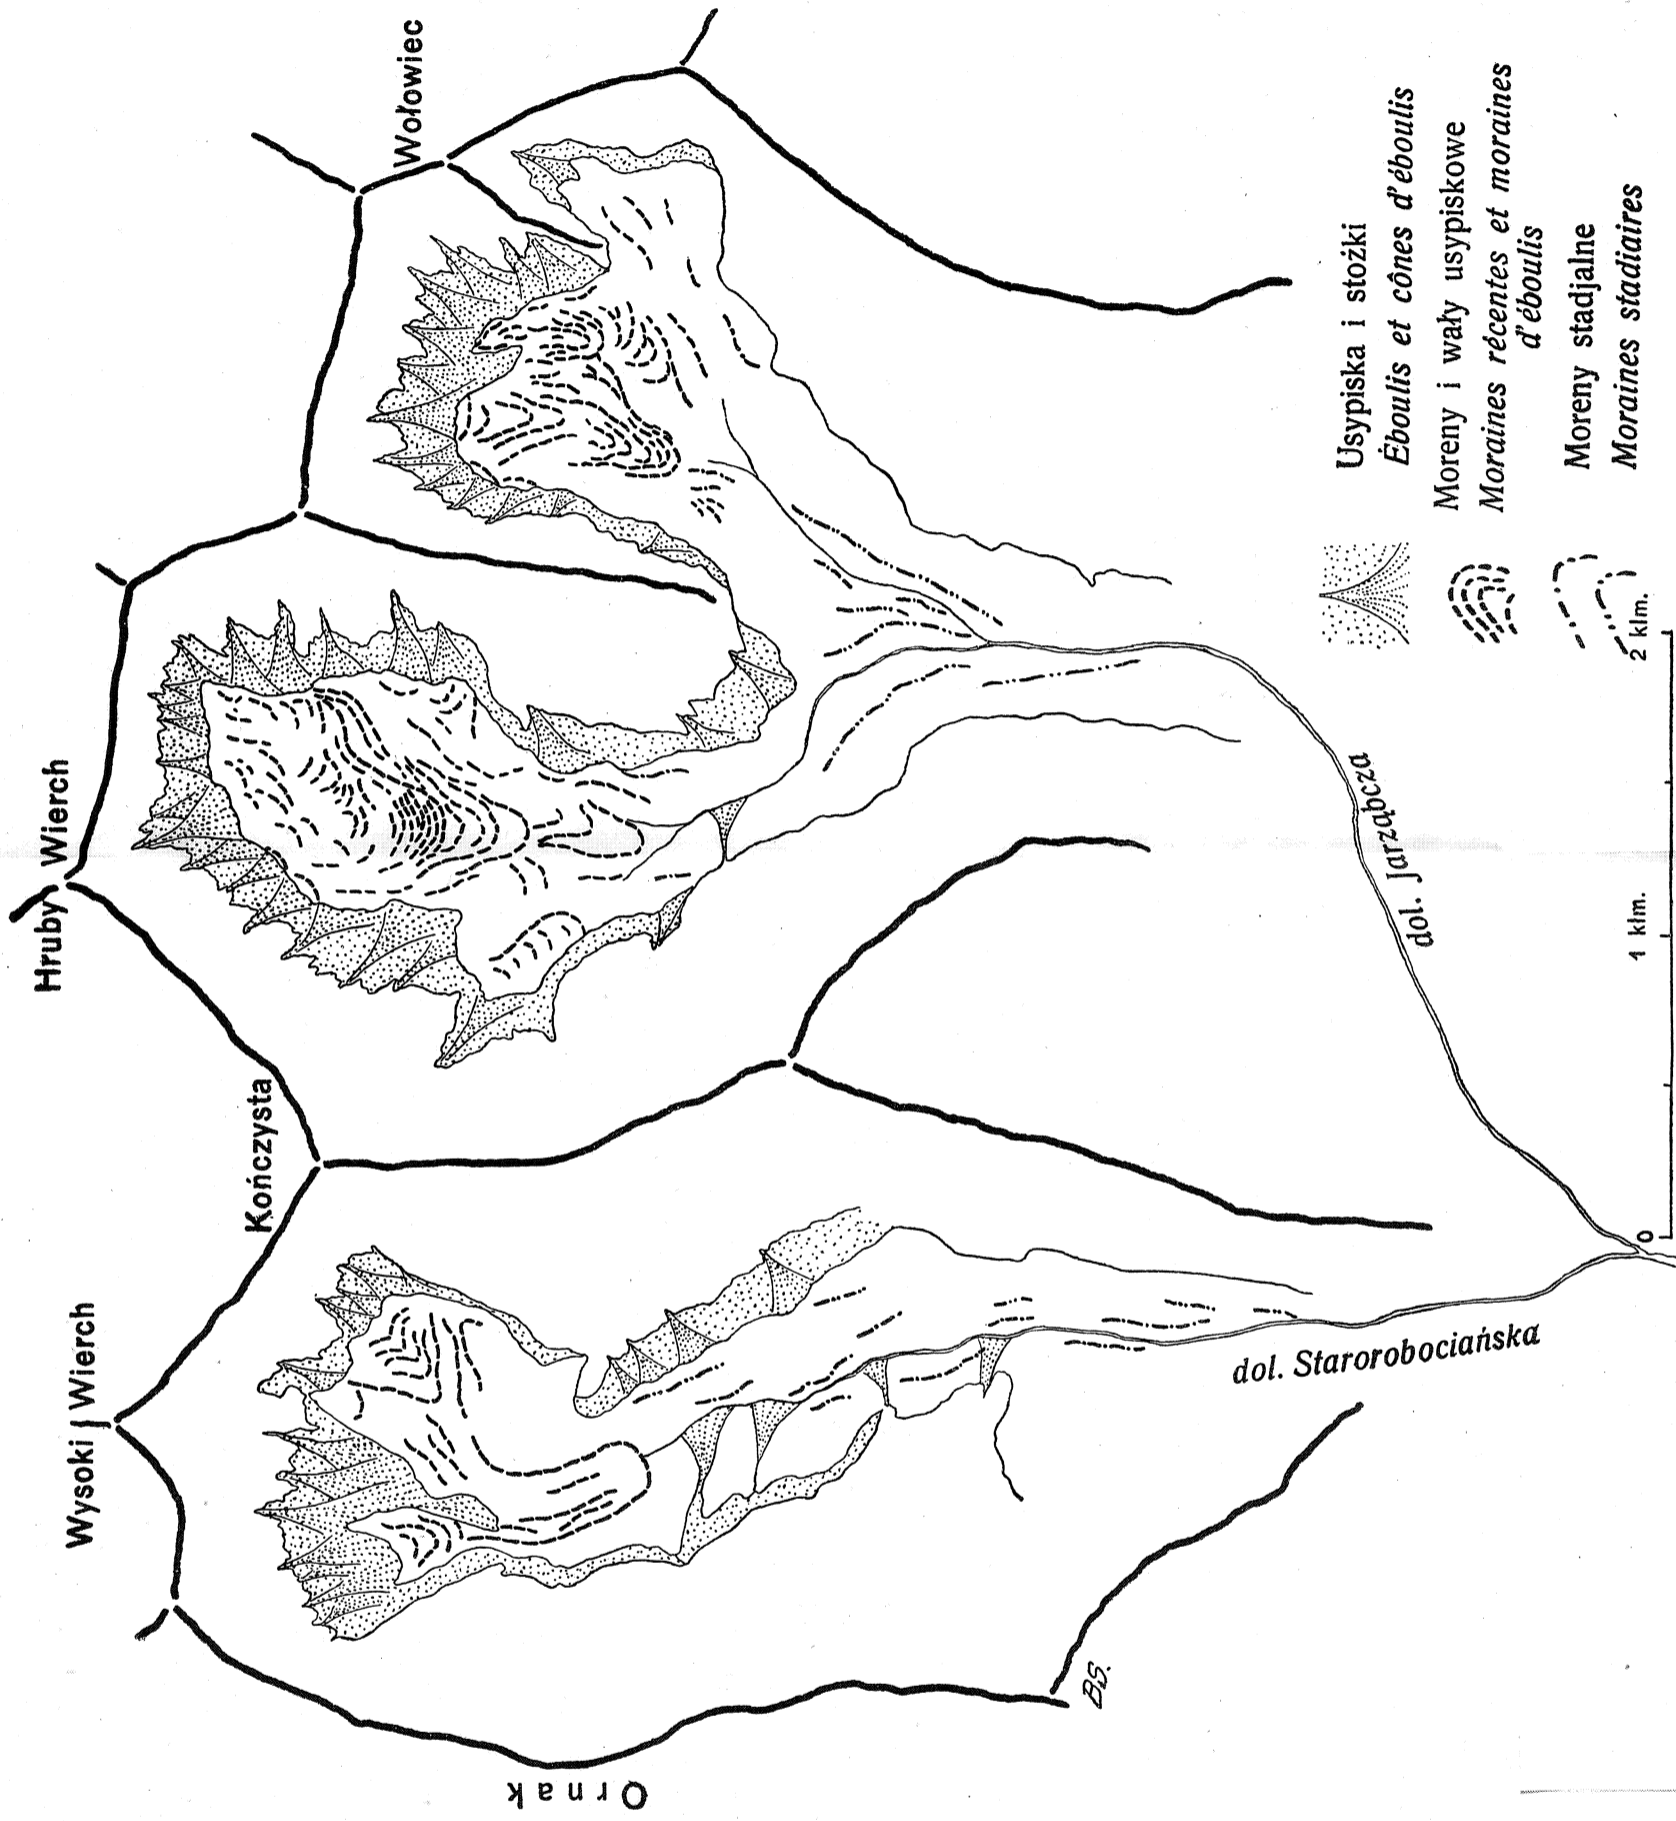 Wołowiec
Hruby Wierch
Kończysta
Wysoki Wierch
Ornak
dol. Jarząbcza
dol. Starorobociańska
B.S.
Usypiska i stożki
Éboulis et cônes d'éboulis
Moreny i wały usypiskowe
Moraines récentes et moraines
d'éboulis
Moreny stadjalne
Moraines stadiaires
0
1 kłm.
2 klm.